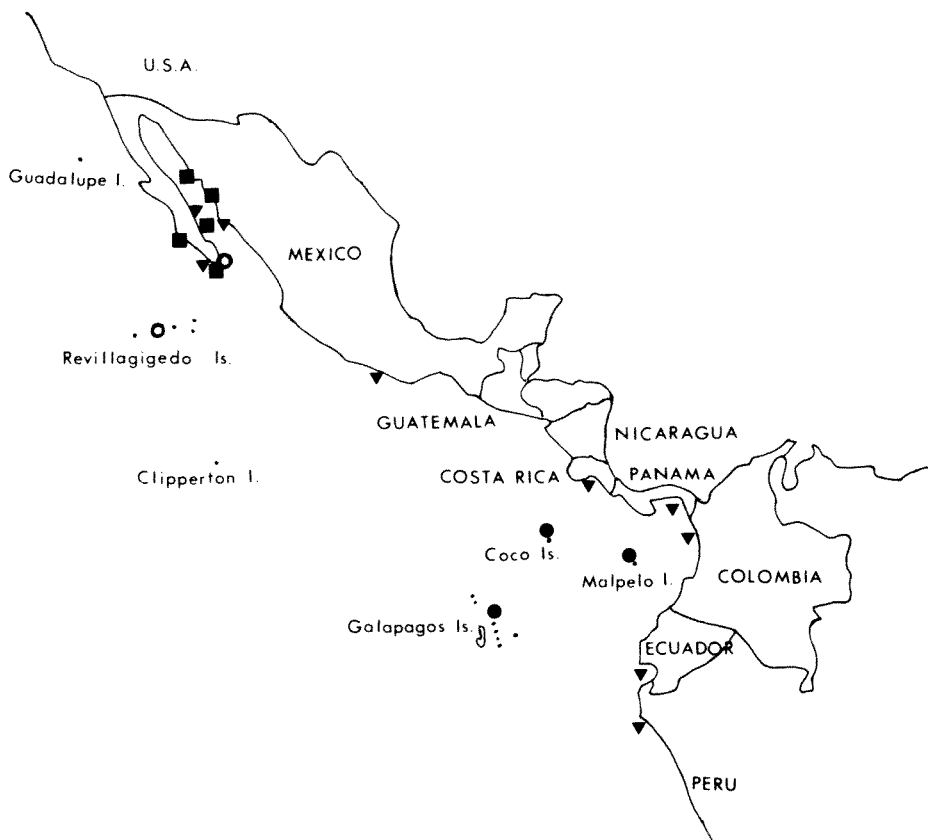 U.S.A.
Guadalupe I.
MEXICO
Revillagigedo Is.
GUATEMALA
NICARAGUA
Clipperton I.
COSTA RICA
PANAMA
Coco Is.
Malpelo I.
COLOMBIA
Galapagos Is.
ECUADOR
PERU